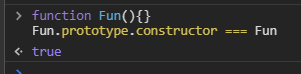 > function Fun(){}
Fun.prototype.constructor === Fun
< true
>